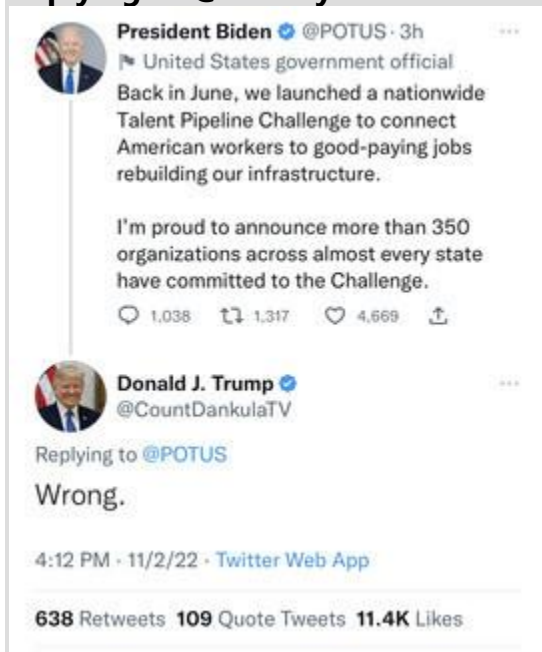 President Biden @POTUS · 3h
United States government official
Back in June, we launched a nationwide
Talent Pipeline Challenge to connect
American workers to good-paying jobs
rebuilding our infrastructure.
I'm proud to announce more than 350
organizations across almost every state
have committed to the Challenge.
1,038 1,317 4,669
Donald J. Trump
@CountDankulaTV
Replying to @POTUS
Wrong.
4:12 PM · 11/2/22 · Twitter Web App
638 Retweets 109 Quote Tweets 11.4K Likes